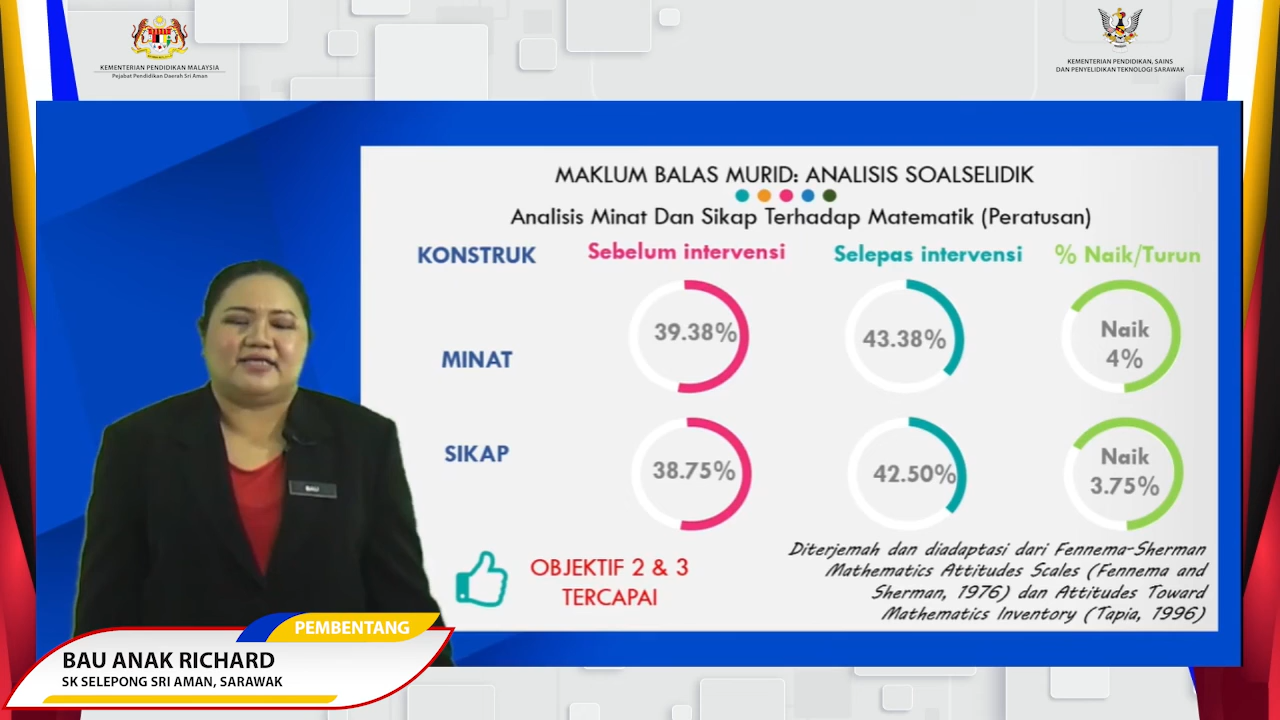 KEMENTERIAN PENDIDIKAN MALAYSIA
Pejabat Pendidikan Daerah Sri Aman
KEMENTERIAN PENDIDIKAN, SAINS
DAN PENYELIDIKAN TEKNOLOGI SARAWAK
MAKLUM BALAS MURID: ANALISIS SOALSELIDIK
Analisis Minat Dan Sikap Terhadap Matematik (Peratusan)
KONSTRUK
Sebelum intervensi
Selepas intervensi
% Naik/Turun
MINAT
39.38%
43.38%
Naik
4%
SIKAP
38.75%
42.50%
Naik
3.75%
OBJEKTIF 2 & 3
TERCAPAI
Diterjemah dan diadaptasi dari Fennema-Sherman
Mathematics Attitudes Scales (Fennema and
Sherman, 1976) dan Attitudes Toward
Mathematics Inventory (Tapia, 1996)
BAU
PEMBENTANG
BAU ANAK RICHARD
SK SELEPONG SRI AMAN, SARAWAK